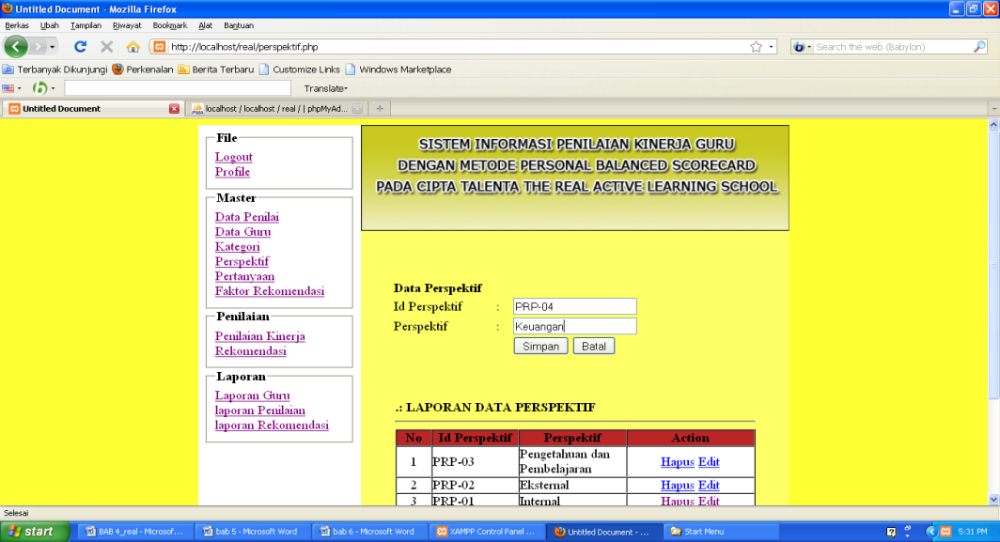 Untitled Document - Mozilla Firefox
Berkas Ubah Tampilan Riwayat Bookmark Alat Bantuan
http://localhost/real/perspektif.php
Search the web (Babylon)
Terbanyak Dikunjungi Perkenalan Berita Terbaru Customize Links Windows Marketplace
Translate
Untitled Document
localhost / localhost / real / | phpMyAd...
File
Logout
Profile
Master
Data Penilai
Data Guru
Kategori
Perspektif
Pertanyaan
Faktor Rekomendasi
Penilaian
Penilaian Kinerja
Rekomendasi
Laporan
Laporan Guru
laporan Penilaian
laporan Rekomendasi
SISTEM INFORMASI PENILAIAN KINERJA GURU
DENGAN METODE PERSONAL BALANCED SCORECARD
PADA CIPTA TALENTA THE REAL ACTIVE LEARNING SCHOOL
Data Perspektif
Id Perspektif : PRP-04
Perspektif : Keuangan
Simpan Batal
.: LAPORAN DATA PERSPEKTIF
No Id Perspektif Perspektif Action
1 PRP-03 Pengetahuan dan Pembelajaran Hapus Edit
2 PRP-02 Eksternal Hapus Edit
3 PRP-01 Internal Hapus Edit
Selesai
start BAB 4_real - Microsof... bab 5 - Microsoft Word bab 6 - Microsoft Word XAMPP Control Panel ... Untitled Document - ... Start Menu 5:31 PM